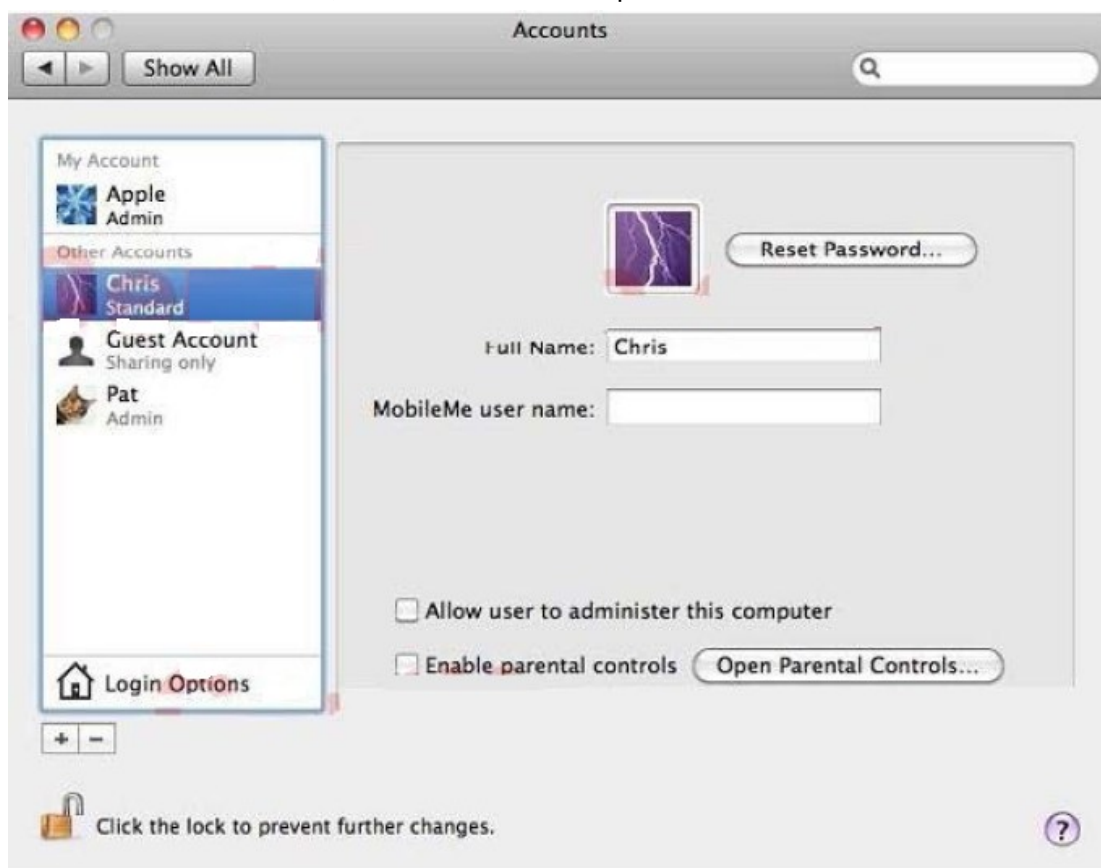 Accounts
Show All
My Account
Apple
Admin
Other Accounts
Chris
Standard
Guest Account
Sharing only
Pat
Admin
Login Options
+ -
Reset Password...
Full Name: Chris
MobileMe user name:
Allow user to administer this computer
Enable parental controls Open Parental Controls...
Click the lock to prevent further changes.
?